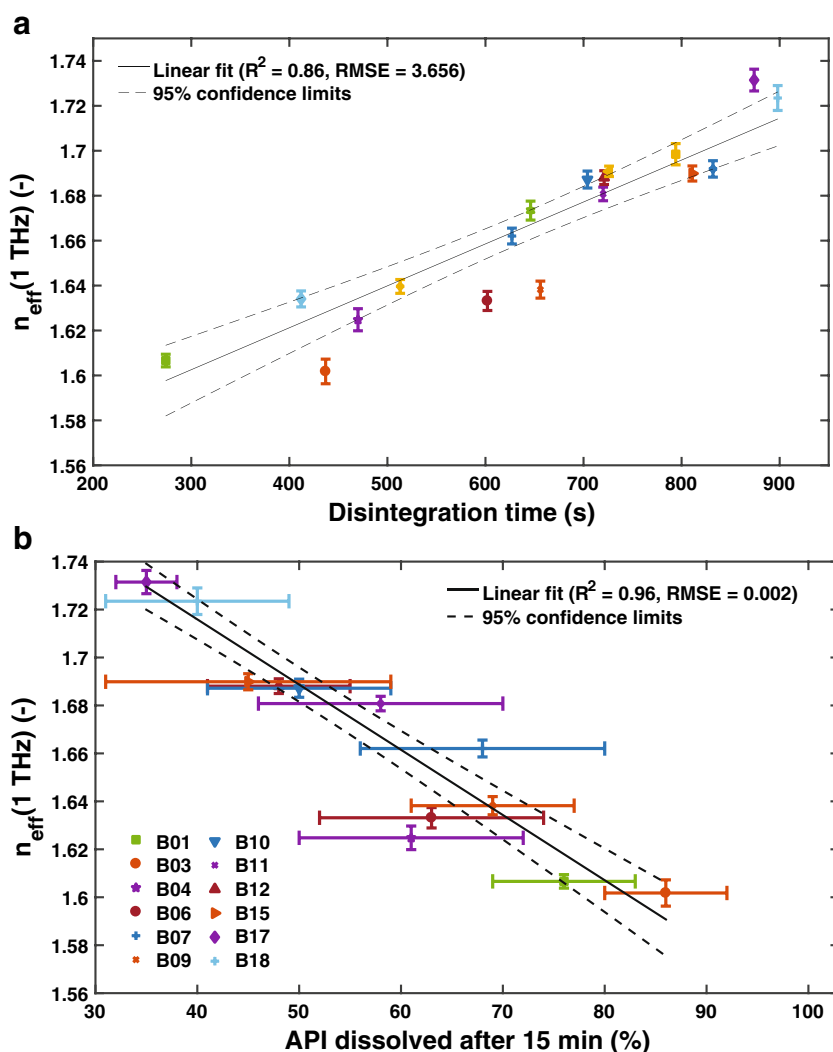 a
1.74
1.72
1.7
1.68
1.66
1.64
1.62
1.6
1.58
1.56
n_eff(1 THz) (-)
Linear fit (R² = 0.86, RMSE = 3.656)
95% confidence limits
200 300 400 500 600 700 800 900
Disintegration time (s)
b
1.74
1.72
1.7
1.68
1.66
1.64
1.62
1.6
1.58
1.56
n_eff(1 THz) (-)
Linear fit (R² = 0.96, RMSE = 0.002)
95% confidence limits
B01 B10
B03 B11
B04 B12
B06 B15
B07 B17
B09 B18
30 40 50 60 70 80 90 100
API dissolved after 15 min (%)